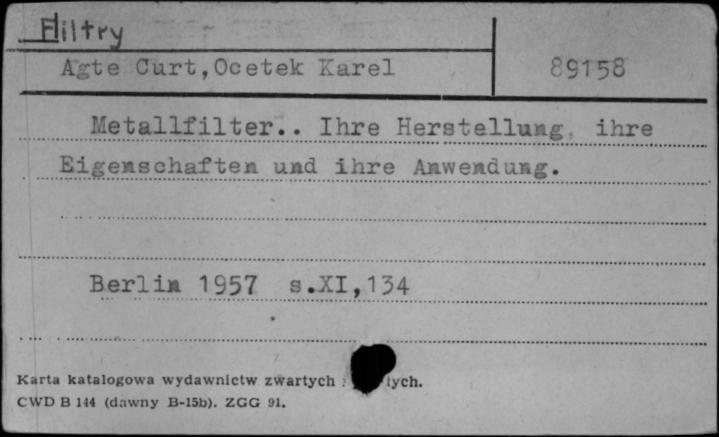 Filtry
Agte Curt,Ocetek Karel
89158
Metallfilter.. Ihre Herstellung, ihre
Eigenschaften und ihre Anwendung.
Berlin 1957 s.XI,134
Karta katalogowa wydawnictw zwartych
CWD B 144 (dawny B-15b). ZGG 91.